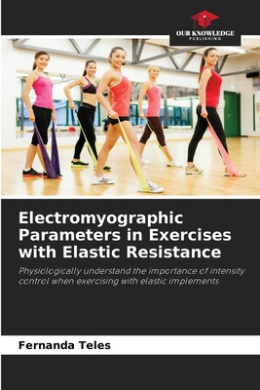 OUR KNOWLEDGE
PUBLISHING
Electromyographic
Parameters in Exercises
with Elastic Resistance
Physiologically understand the importance of intensity
control when exercising with elastic implements
Fernanda Teles